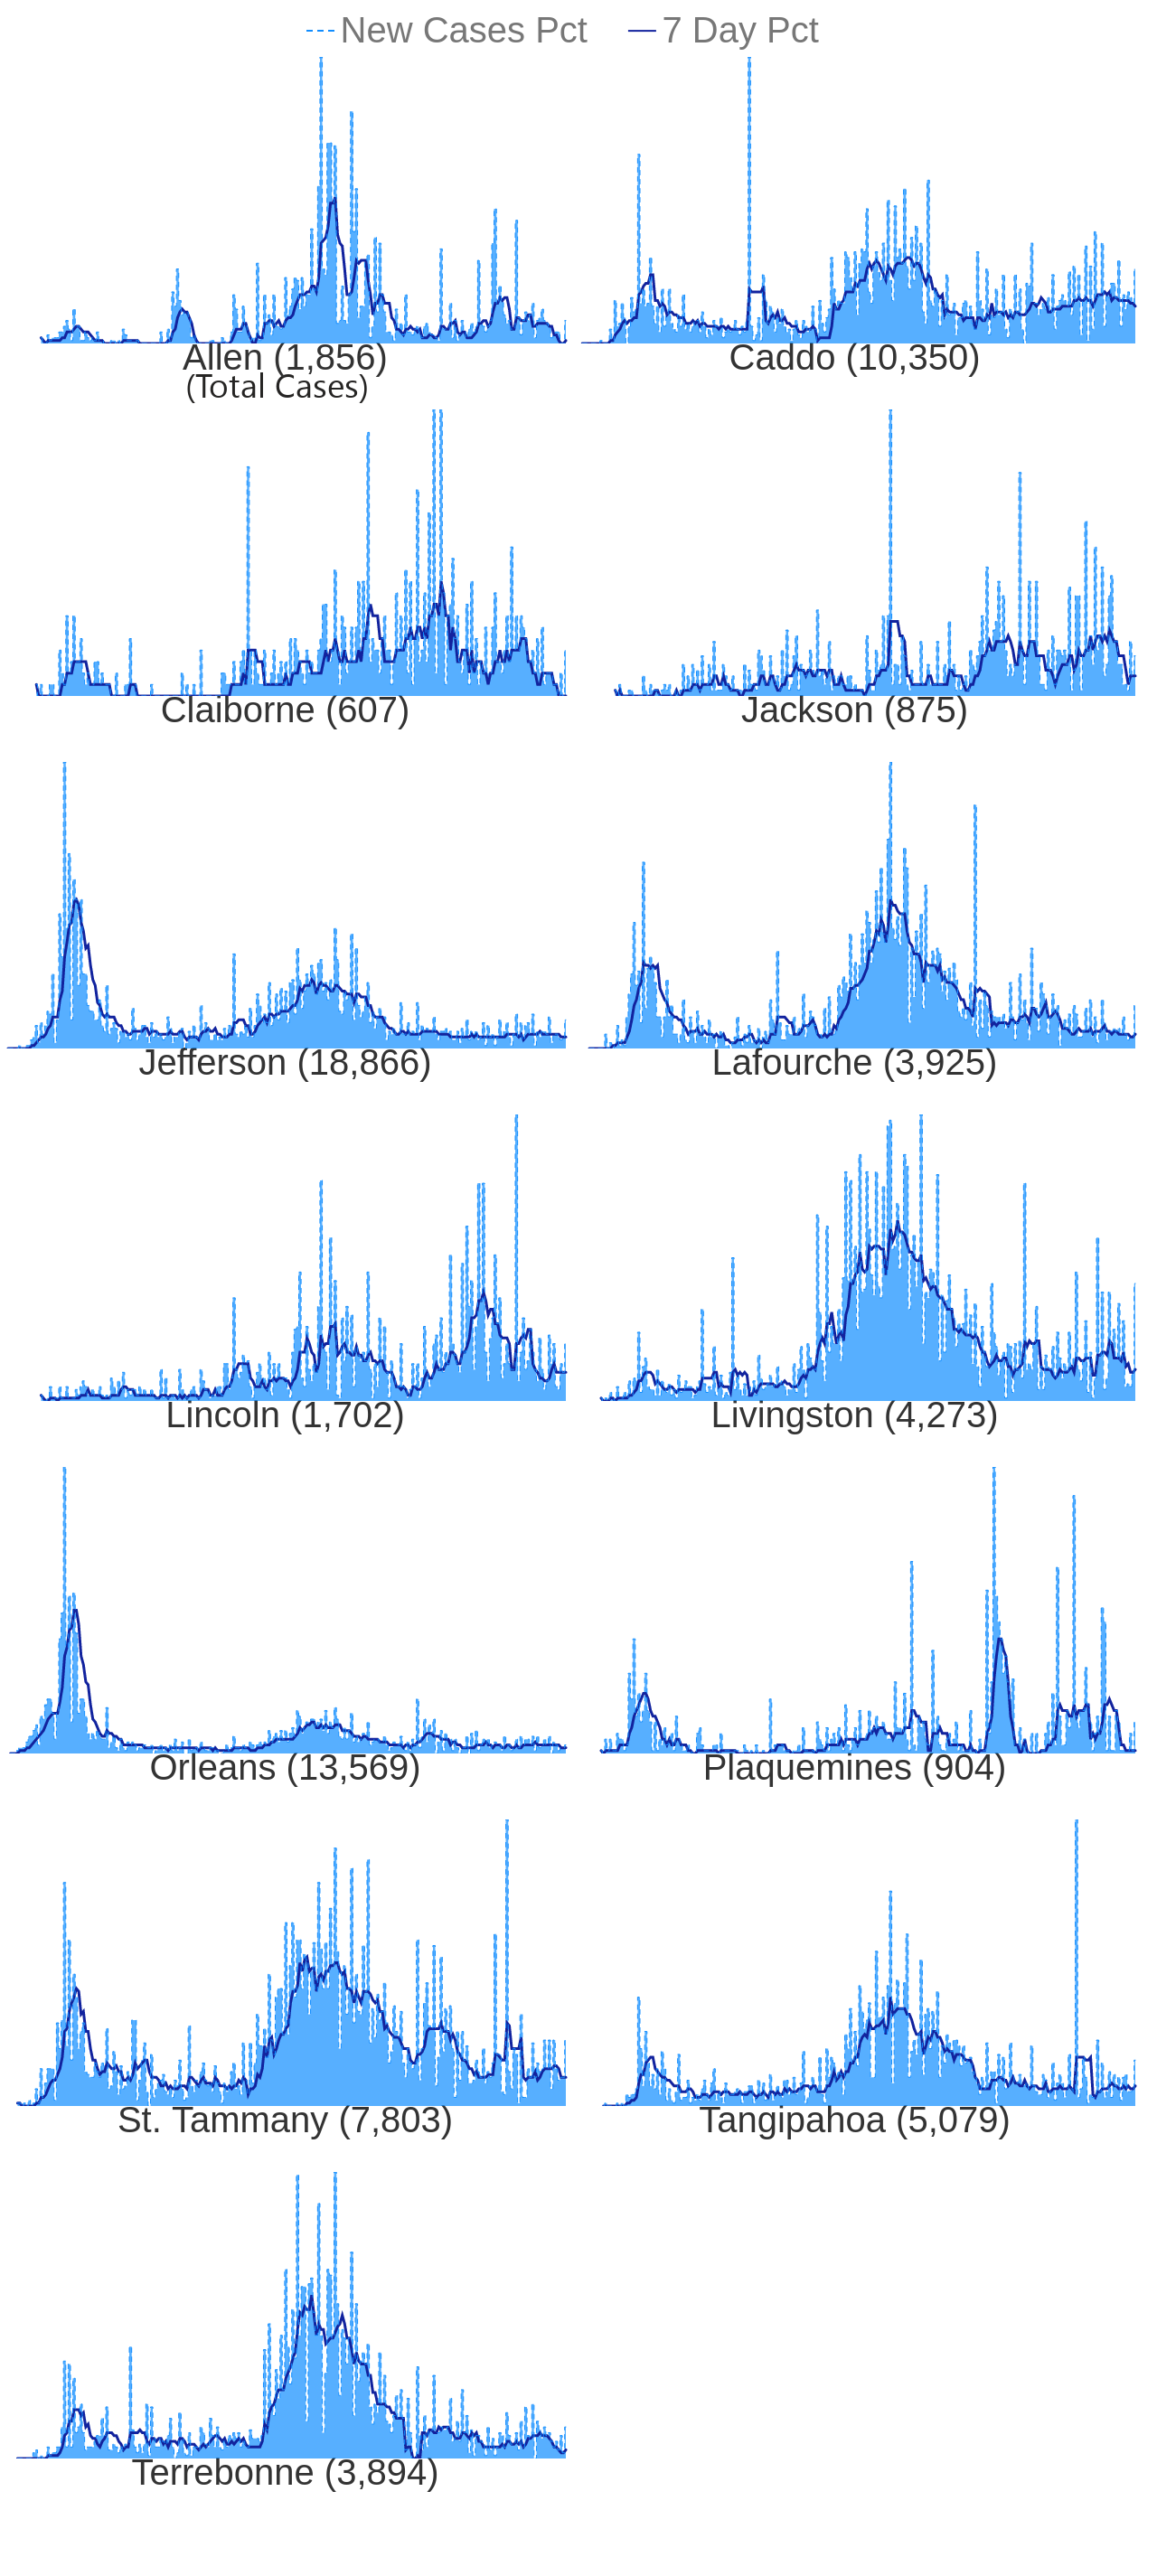 New Cases Pct 7 Day Pct
Allen (1,856) Caddo (10,350)
(Total Cases)
Claiborne (607) Jackson (875)
Jefferson (18,866) Lafourche (3,925)
Lincoln (1,702) Livingston (4,273)
Orleans (13,569) Plaquemines (904)
St. Tammany (7,803) Tangipahoa (5,079)
Terrebonne (3,894)